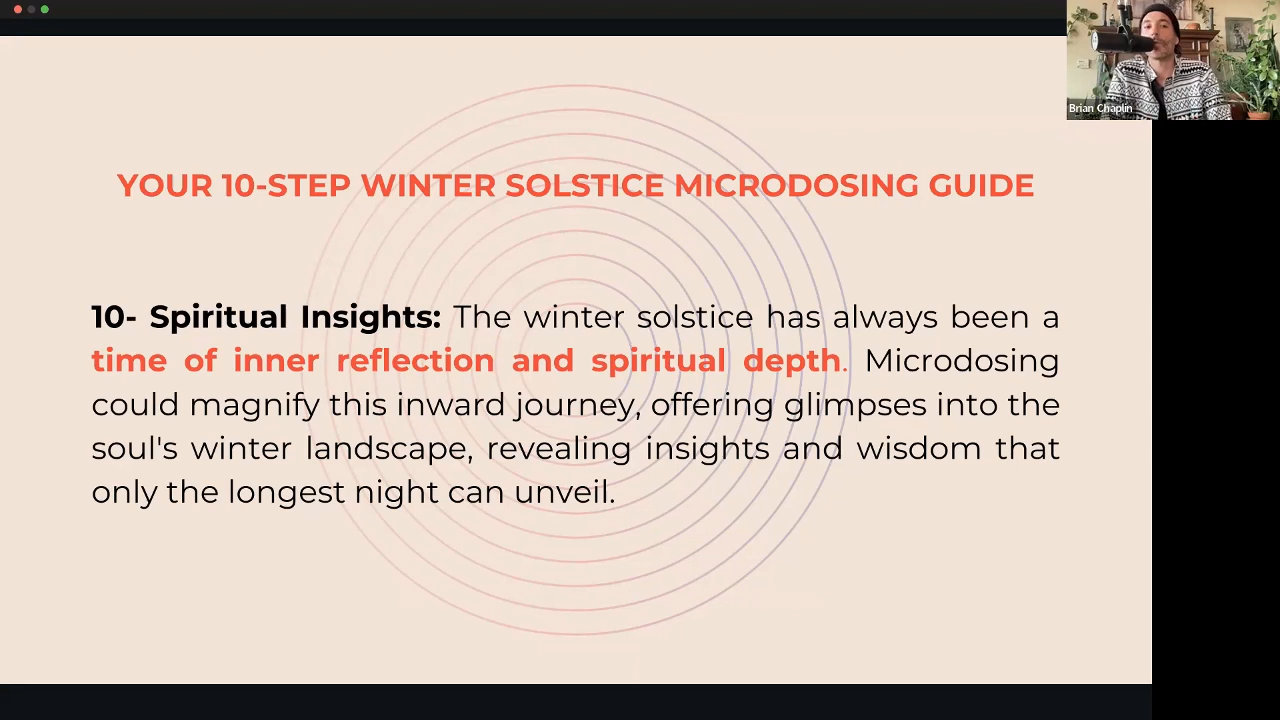 YOUR 10-STEP WINTER SOLSTICE MICRODOSING GUIDE
10- Spiritual Insights: The winter solstice has always been a
time of inner reflection and spiritual depth. Microdosing
could magnify this inward journey, offering glimpses into the
soul's winter landscape, revealing insights and wisdom that
only the longest night can unveil.
Brian Chaplin